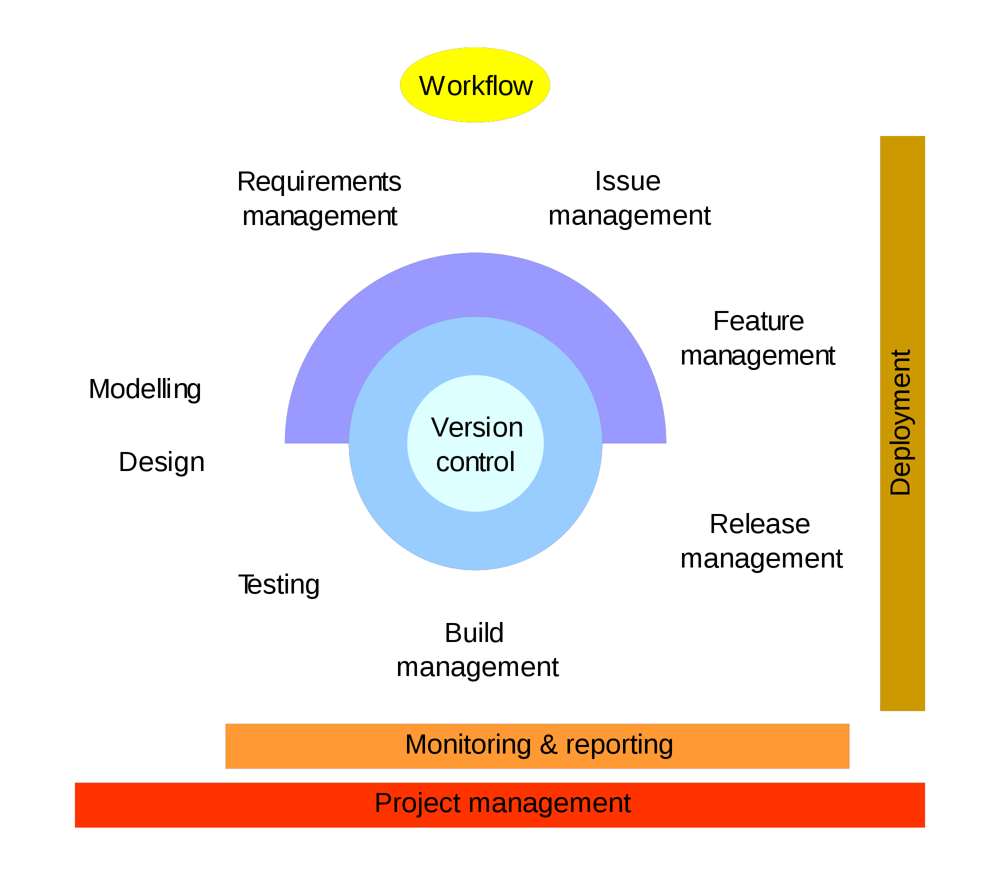 Workflow
Requirements
management
Issue
management
Feature
management
Modelling
Design
Version
control
Deployment
Release
management
Testing
Build
management
Monitoring & reporting
Project management